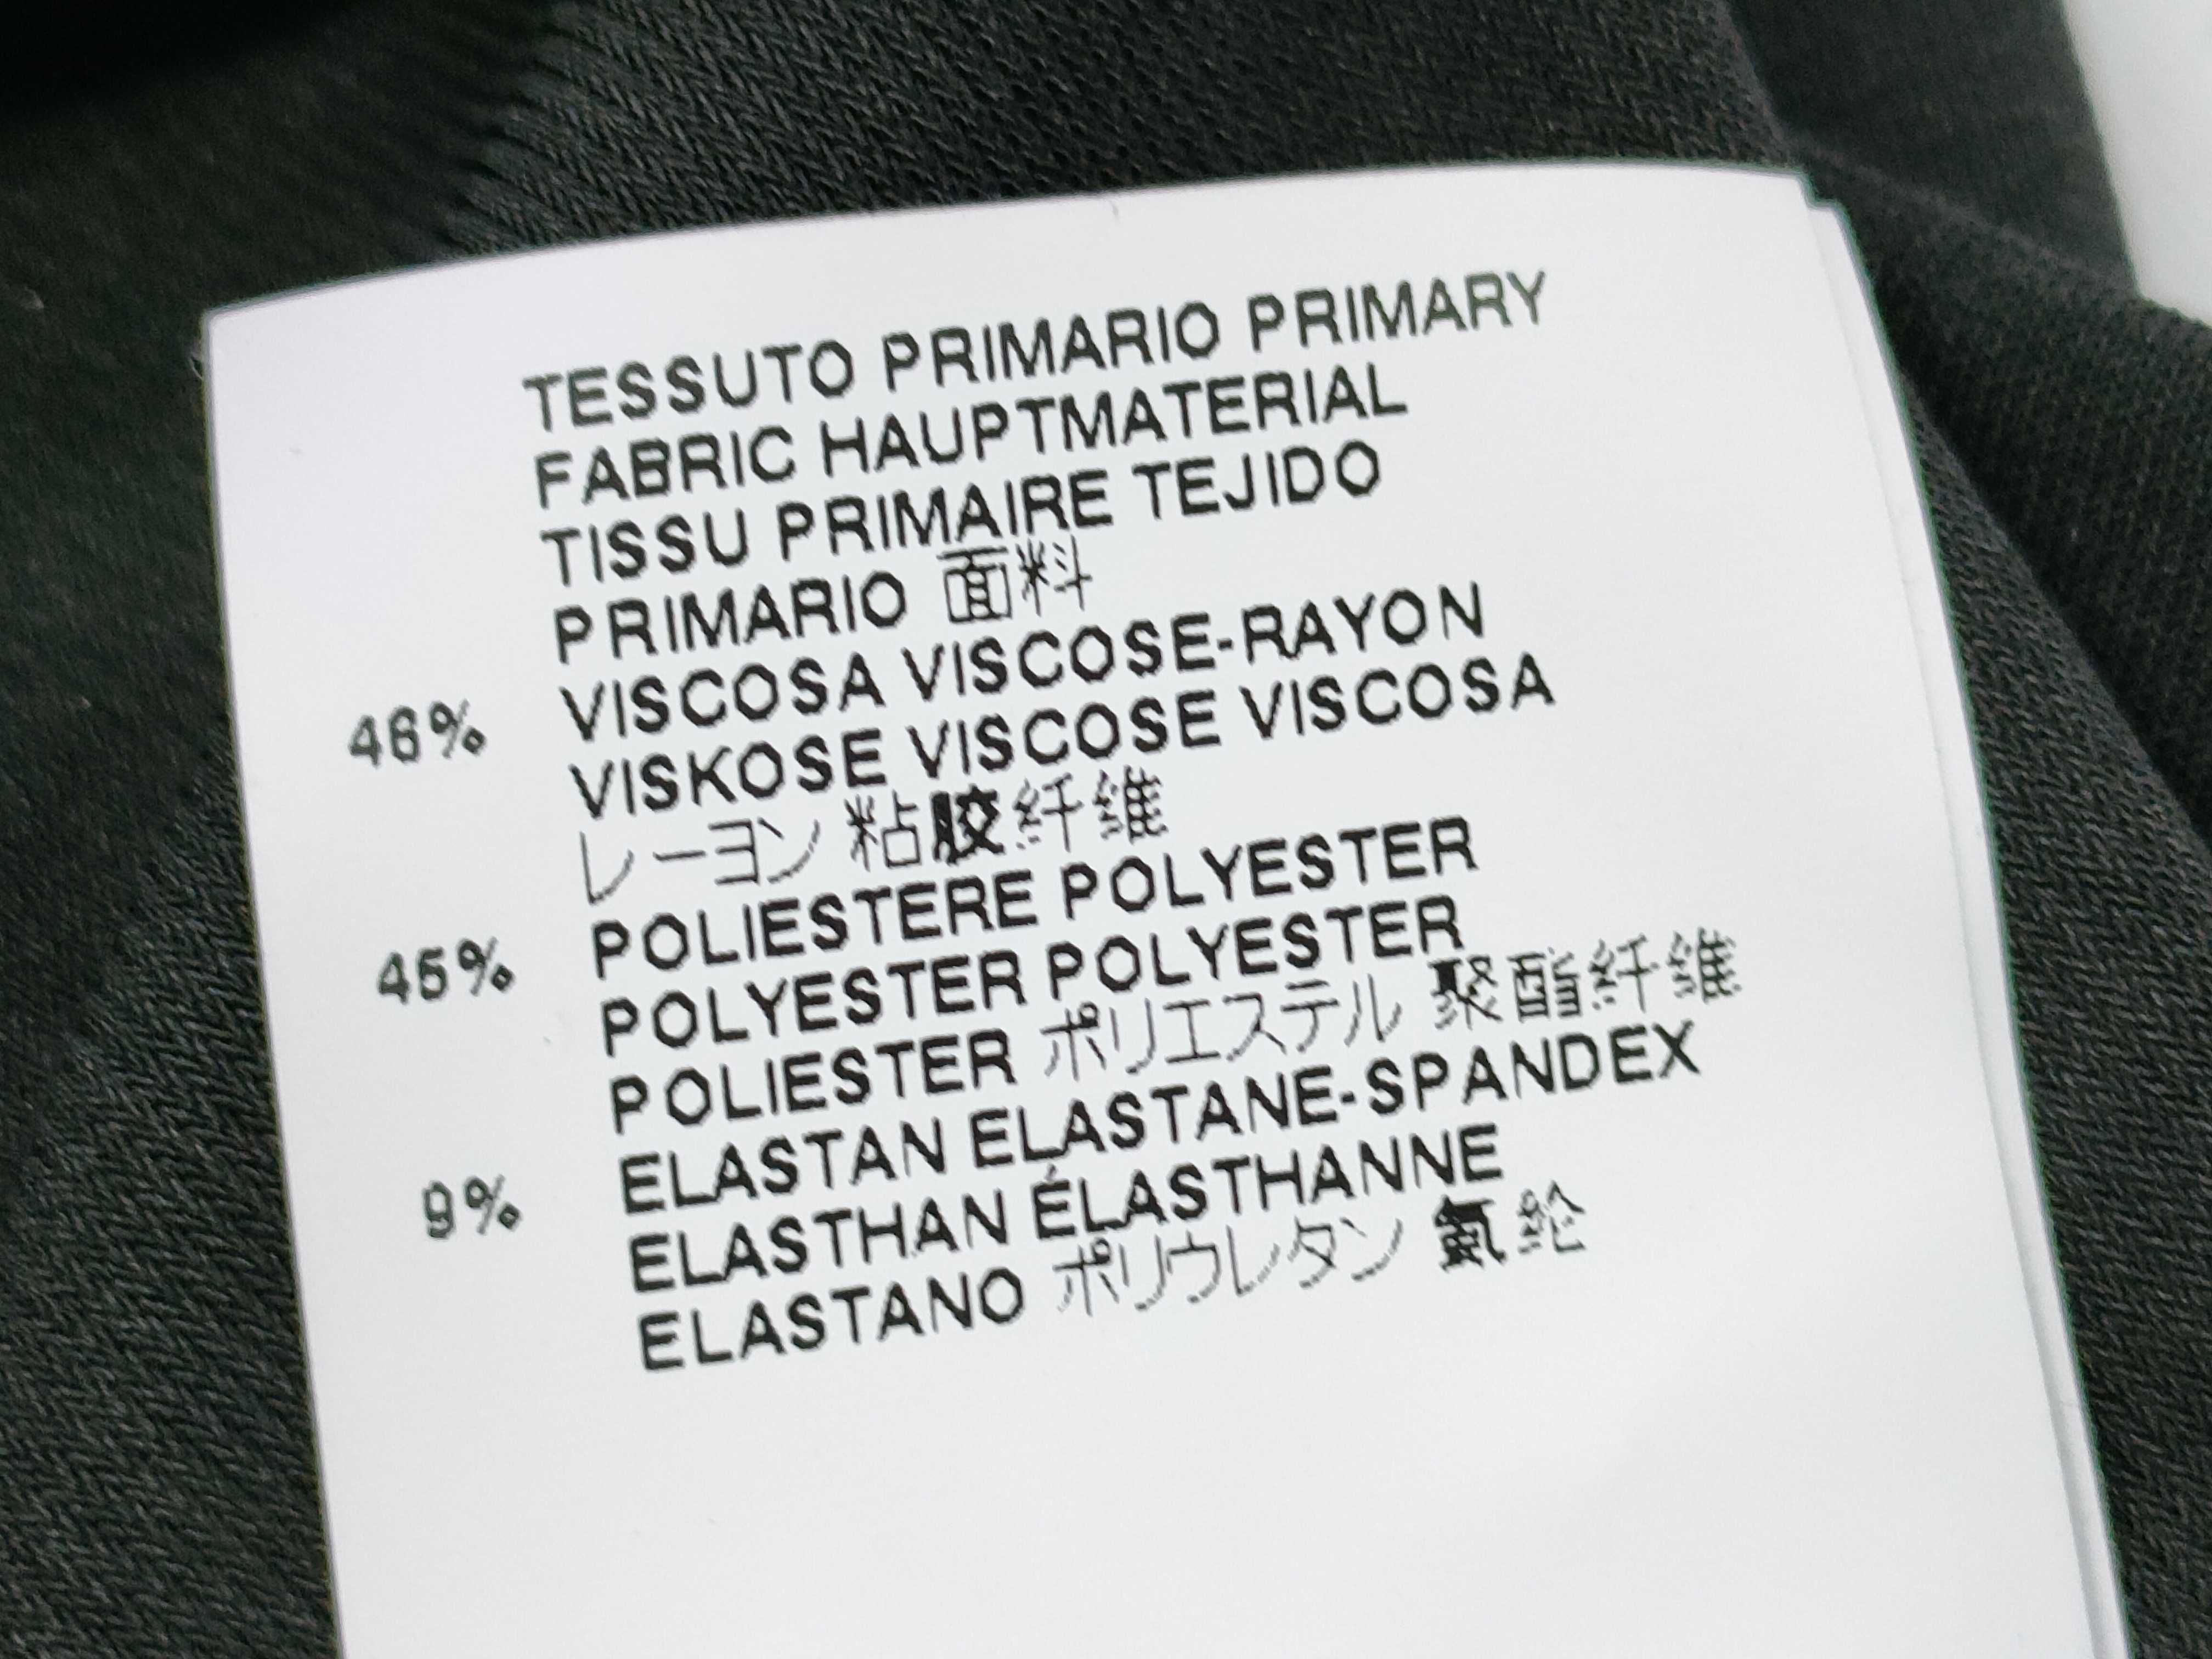 TESSUTO PRIMARIO PRIMARY
FABRIC HAUPTMATERIAL
TISSU PRIMAIRE TEJIDO
PRIMARIO 面料
46% VISCOSA VISCOSE-RAYON
VISKOSE VISCOSE VISCOSA
レーヨン 粘胶纤维
45% POLIESTERE POLYESTER
POLYESTER POLYESTER
POLIESTER ポリエステル 聚酯纤维
9% ELASTAN ELASTANE-SPANDEX
ELASTHAN ÉLASTHANNE
ELASTANO ポリウレタン 氨纶